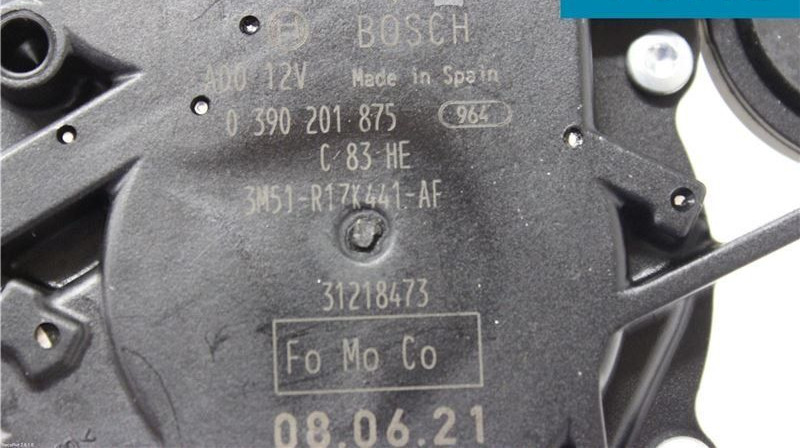 BOSCH
A00 12V Made in Spain
0 390 201 875 964
C 83 HE
3M51-R17K441-AF
31218473
Fo Mo Co
08.06.21